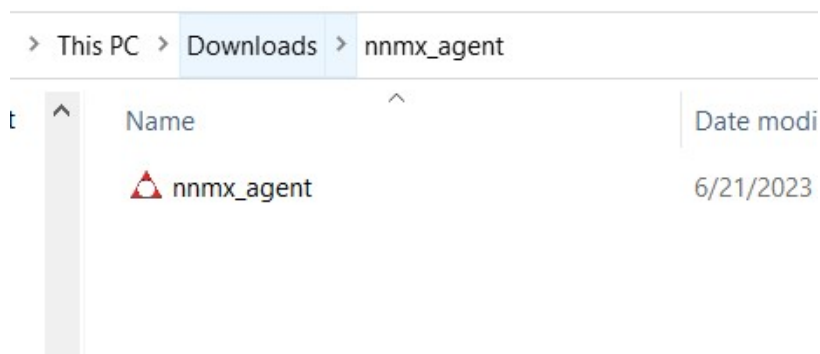 > This PC > Downloads > nnmx_agent
t Name Date modi
nnmx_agent 6/21/2023